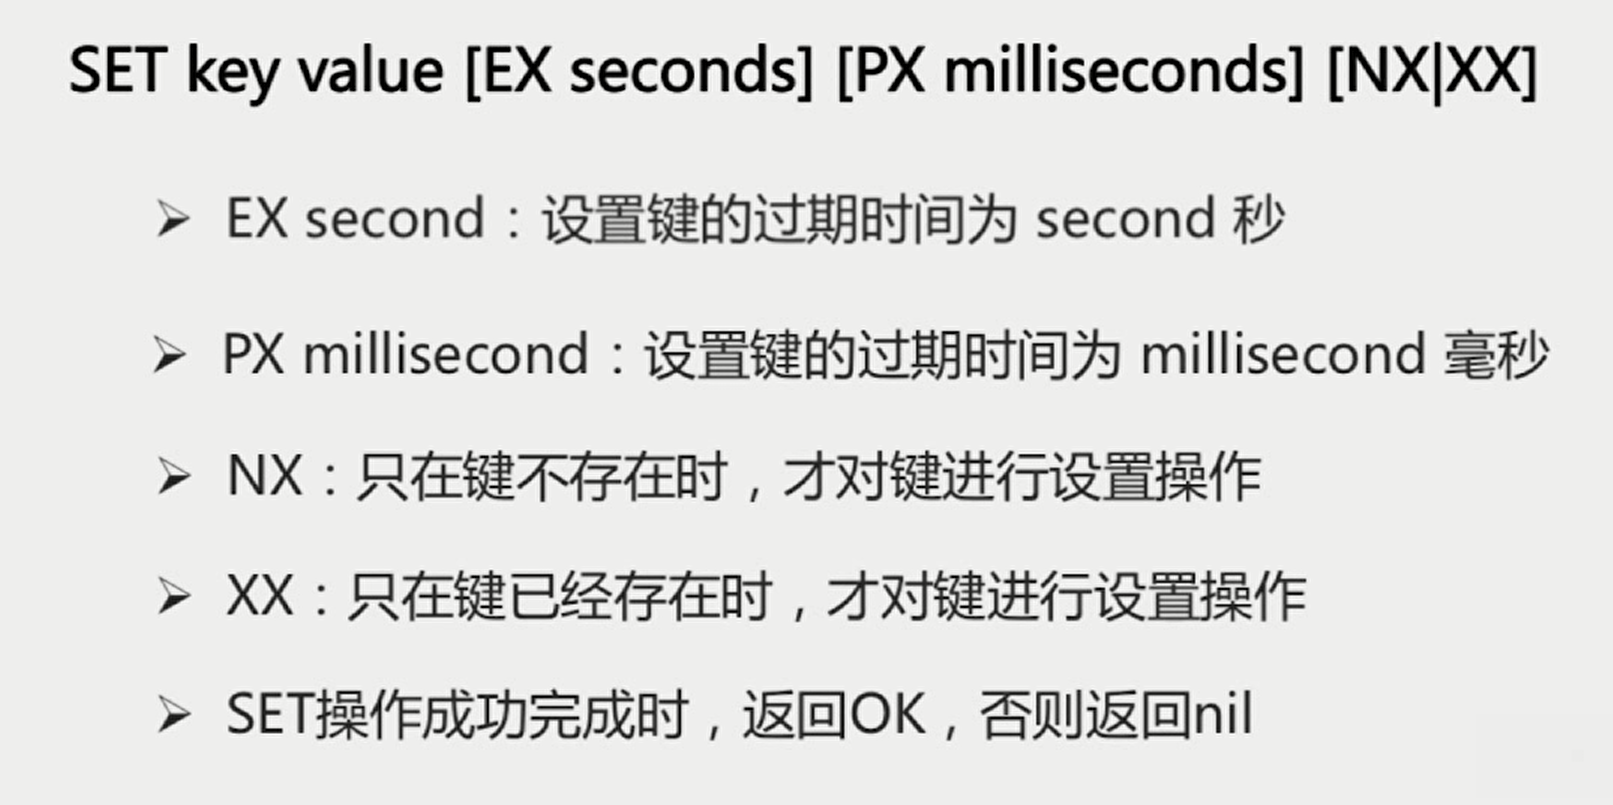 SET key value [EX seconds] [PX milliseconds] [NX|XX]
➢ EX second：设置键的过期时间为 second 秒
➢ PX millisecond：设置键的过期时间为 millisecond 毫秒
➢ NX：只在键不存在时，才对键进行设置操作
➢ XX：只在键已经存在时，才对键进行设置操作
➢ SET操作成功完成时，返回OK，否则返回nil